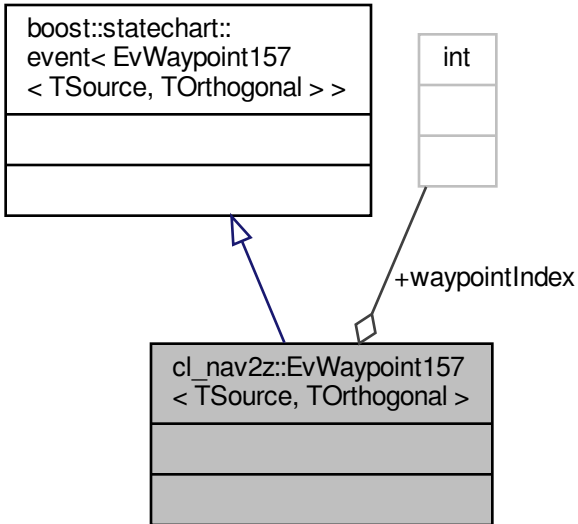 boost::statechart::
event< EvWaypoint157
< TSource, TOrthogonal > >
int
+waypointIndex
cl_nav2z::EvWaypoint157
< TSource, TOrthogonal >